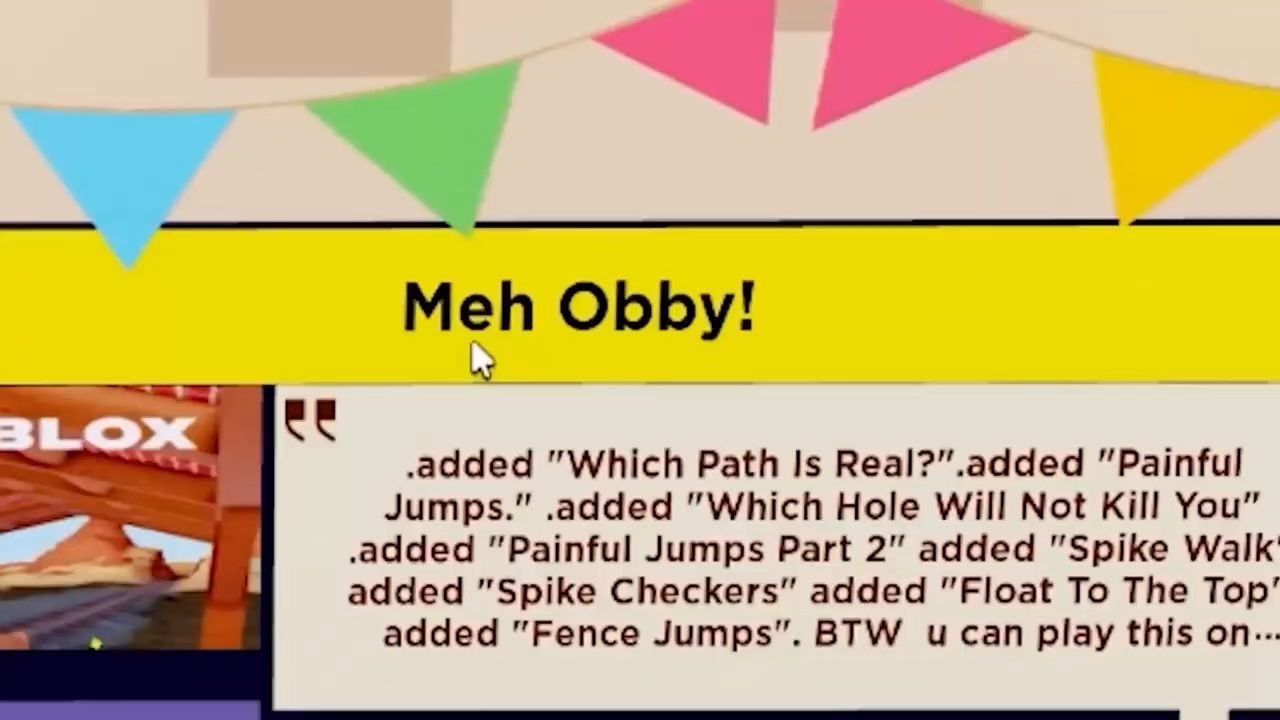 Meh Obby!
BLOX
.added "Which Path Is Real?".added "Painful
Jumps." .added "Which Hole Will Not Kill You"
.added "Painful Jumps Part 2" added "Spike Walk"
added "Spike Checkers" added "Float To The Top"
added "Fence Jumps". BTW  u can play this on...